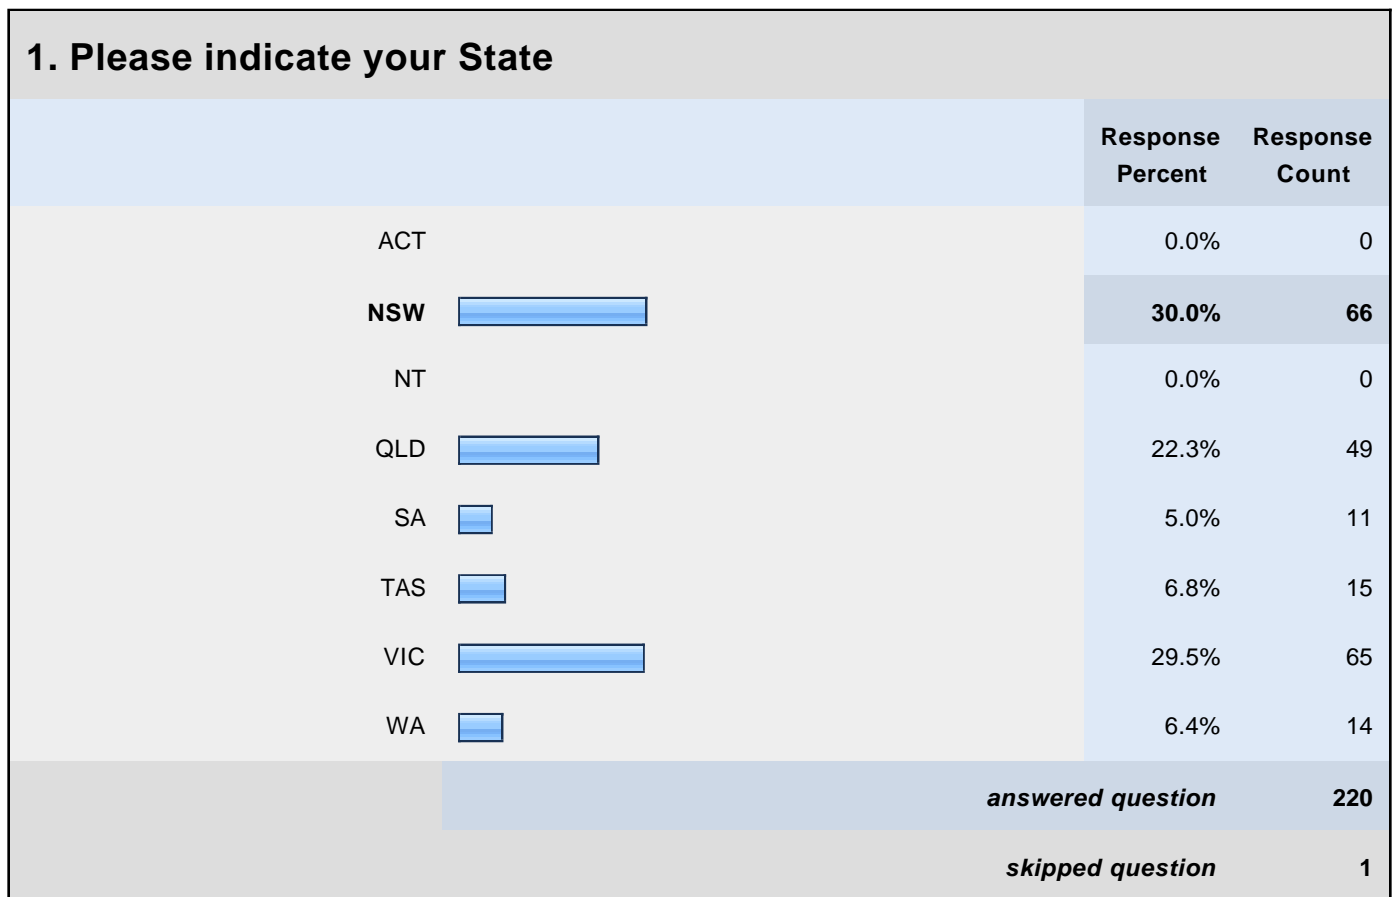 1. Please indicate your State
Response Response
Percent Count
ACT 0.0% 0
NSW 30.0% 66
NT 0.0% 0
QLD 22.3% 49
SA 5.0% 11
TAS 6.8% 15
VIC 29.5% 65
WA 6.4% 14
answered question 220
skipped question 1